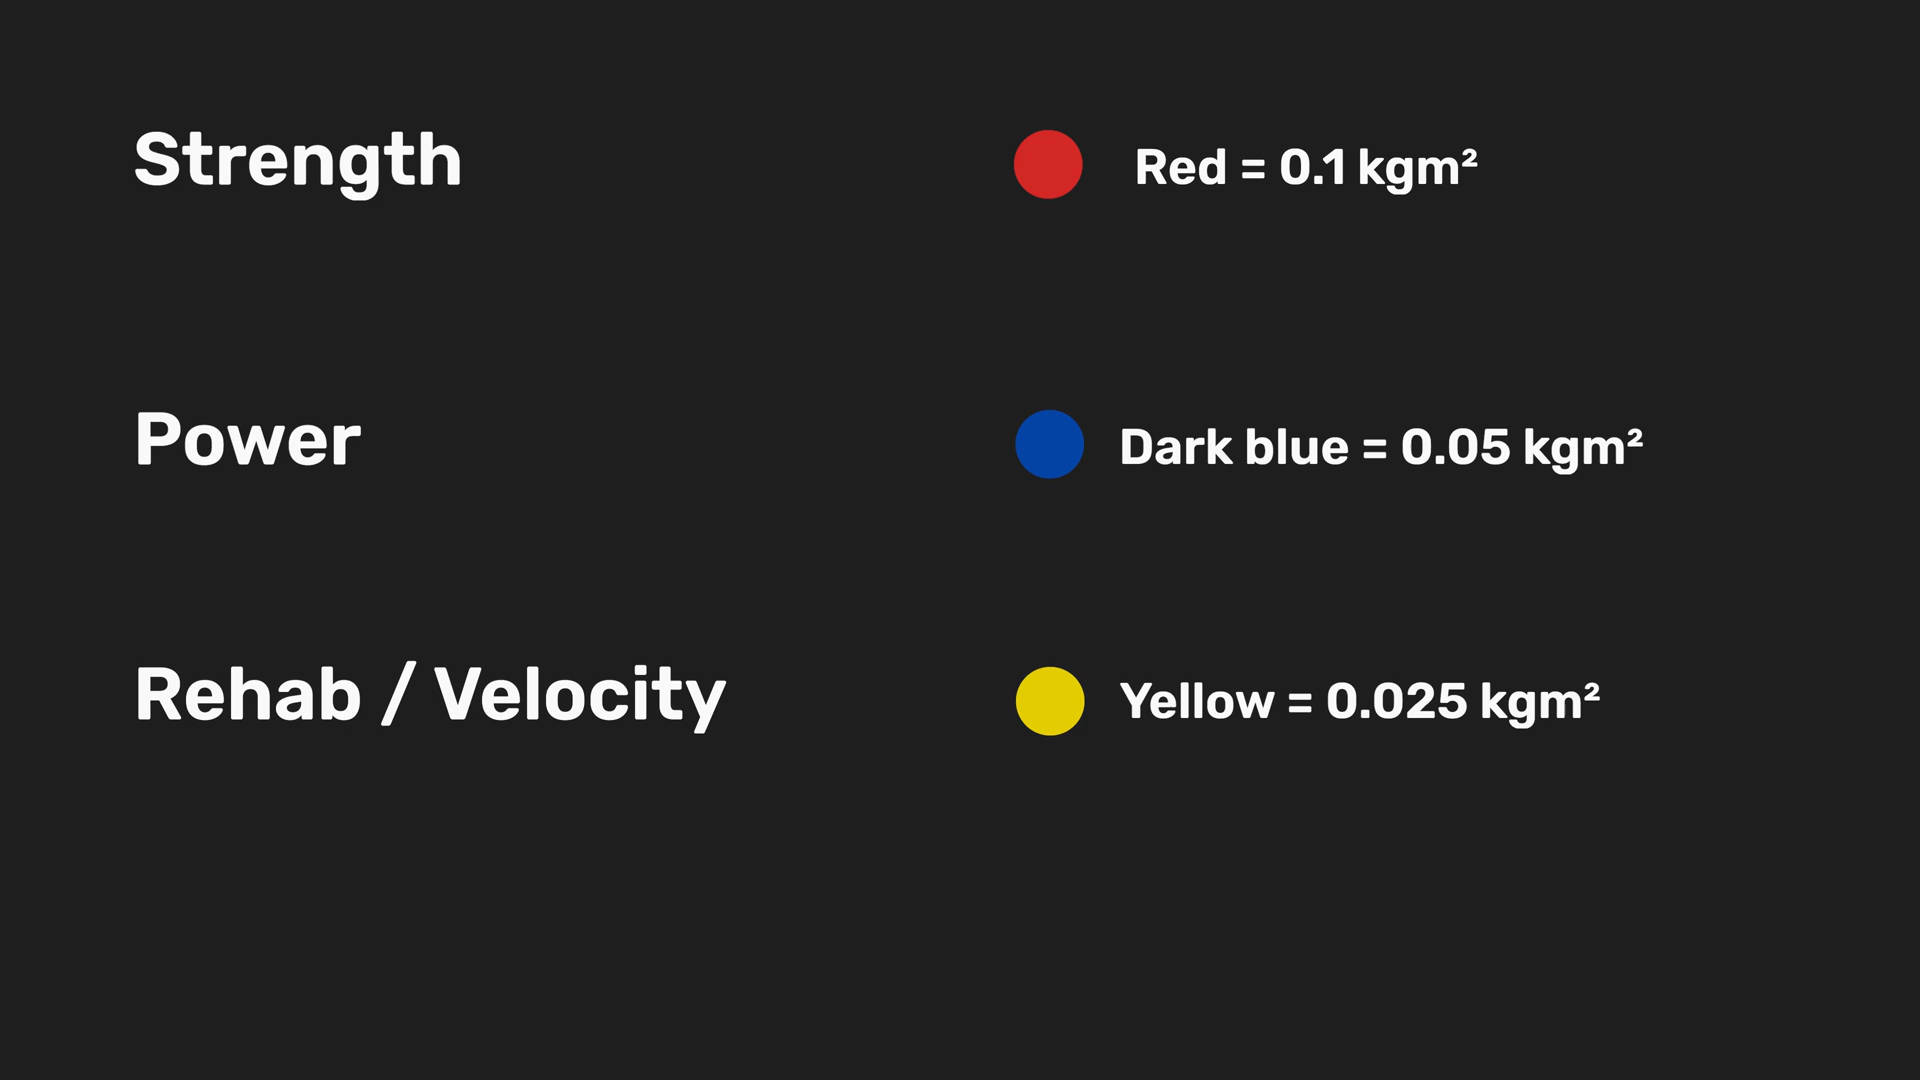 Strength
Red = 0.1 kgm²
Power
Dark blue = 0.05 kgm²
Rehab / Velocity
Yellow = 0.025 kgm²